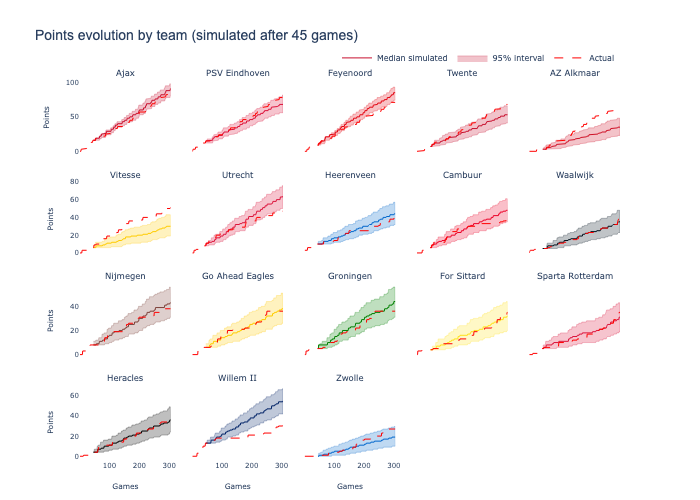 Points evolution by team (simulated after 45 games)
Median simulated 95% interval Actual
Ajax PSV Eindhoven Feyenoord Twente AZ Alkmaar
100
50
0
Points
Vitesse Utrecht Heerenveen Cambuur Waalwijk
80
60
40
20
0
Points
Nijmegen Go Ahead Eagles Groningen For Sittard Sparta Rotterdam
40
20
0
Points
Heracles Willem II Zwolle
60
40
20
0
Points
100 200 300 100 200 300 100 200 300
Games Games Games